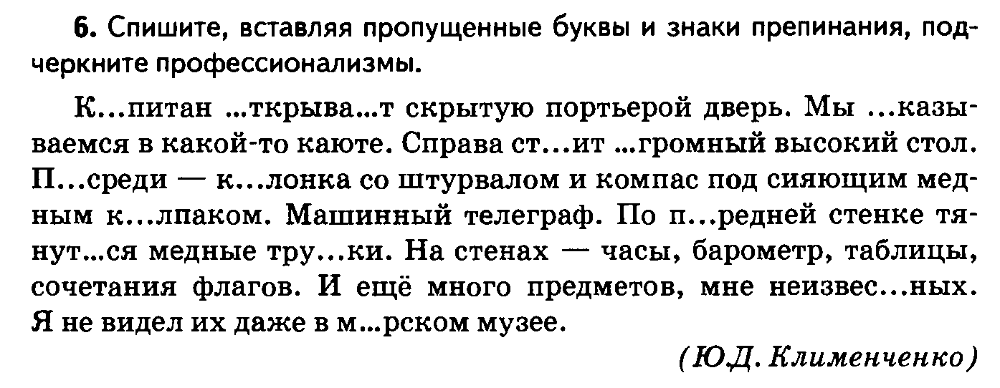 6. Спишите, вставляя пропущенные буквы и знаки препинания, под-
черкните профессионализмы.
К...питан ...ткрыва...т скрытую портьерой дверь. Мы ...казы-
ваемся в какой-то каюте. Справа ст...ит ...громный высокий стол.
П...среди — к...лонка со штурвалом и компас под сияющим мед-
ным к...лпаком. Машинный телеграф. По п...редней стенке тя-
нут...ся медные тру...ки. На стенах — часы, барометр, таблицы,
сочетания флагов. И ещё много предметов, мне неизвес...ных.
Я не видел их даже в м...рском музее.
(Ю.Д. Клименченко)